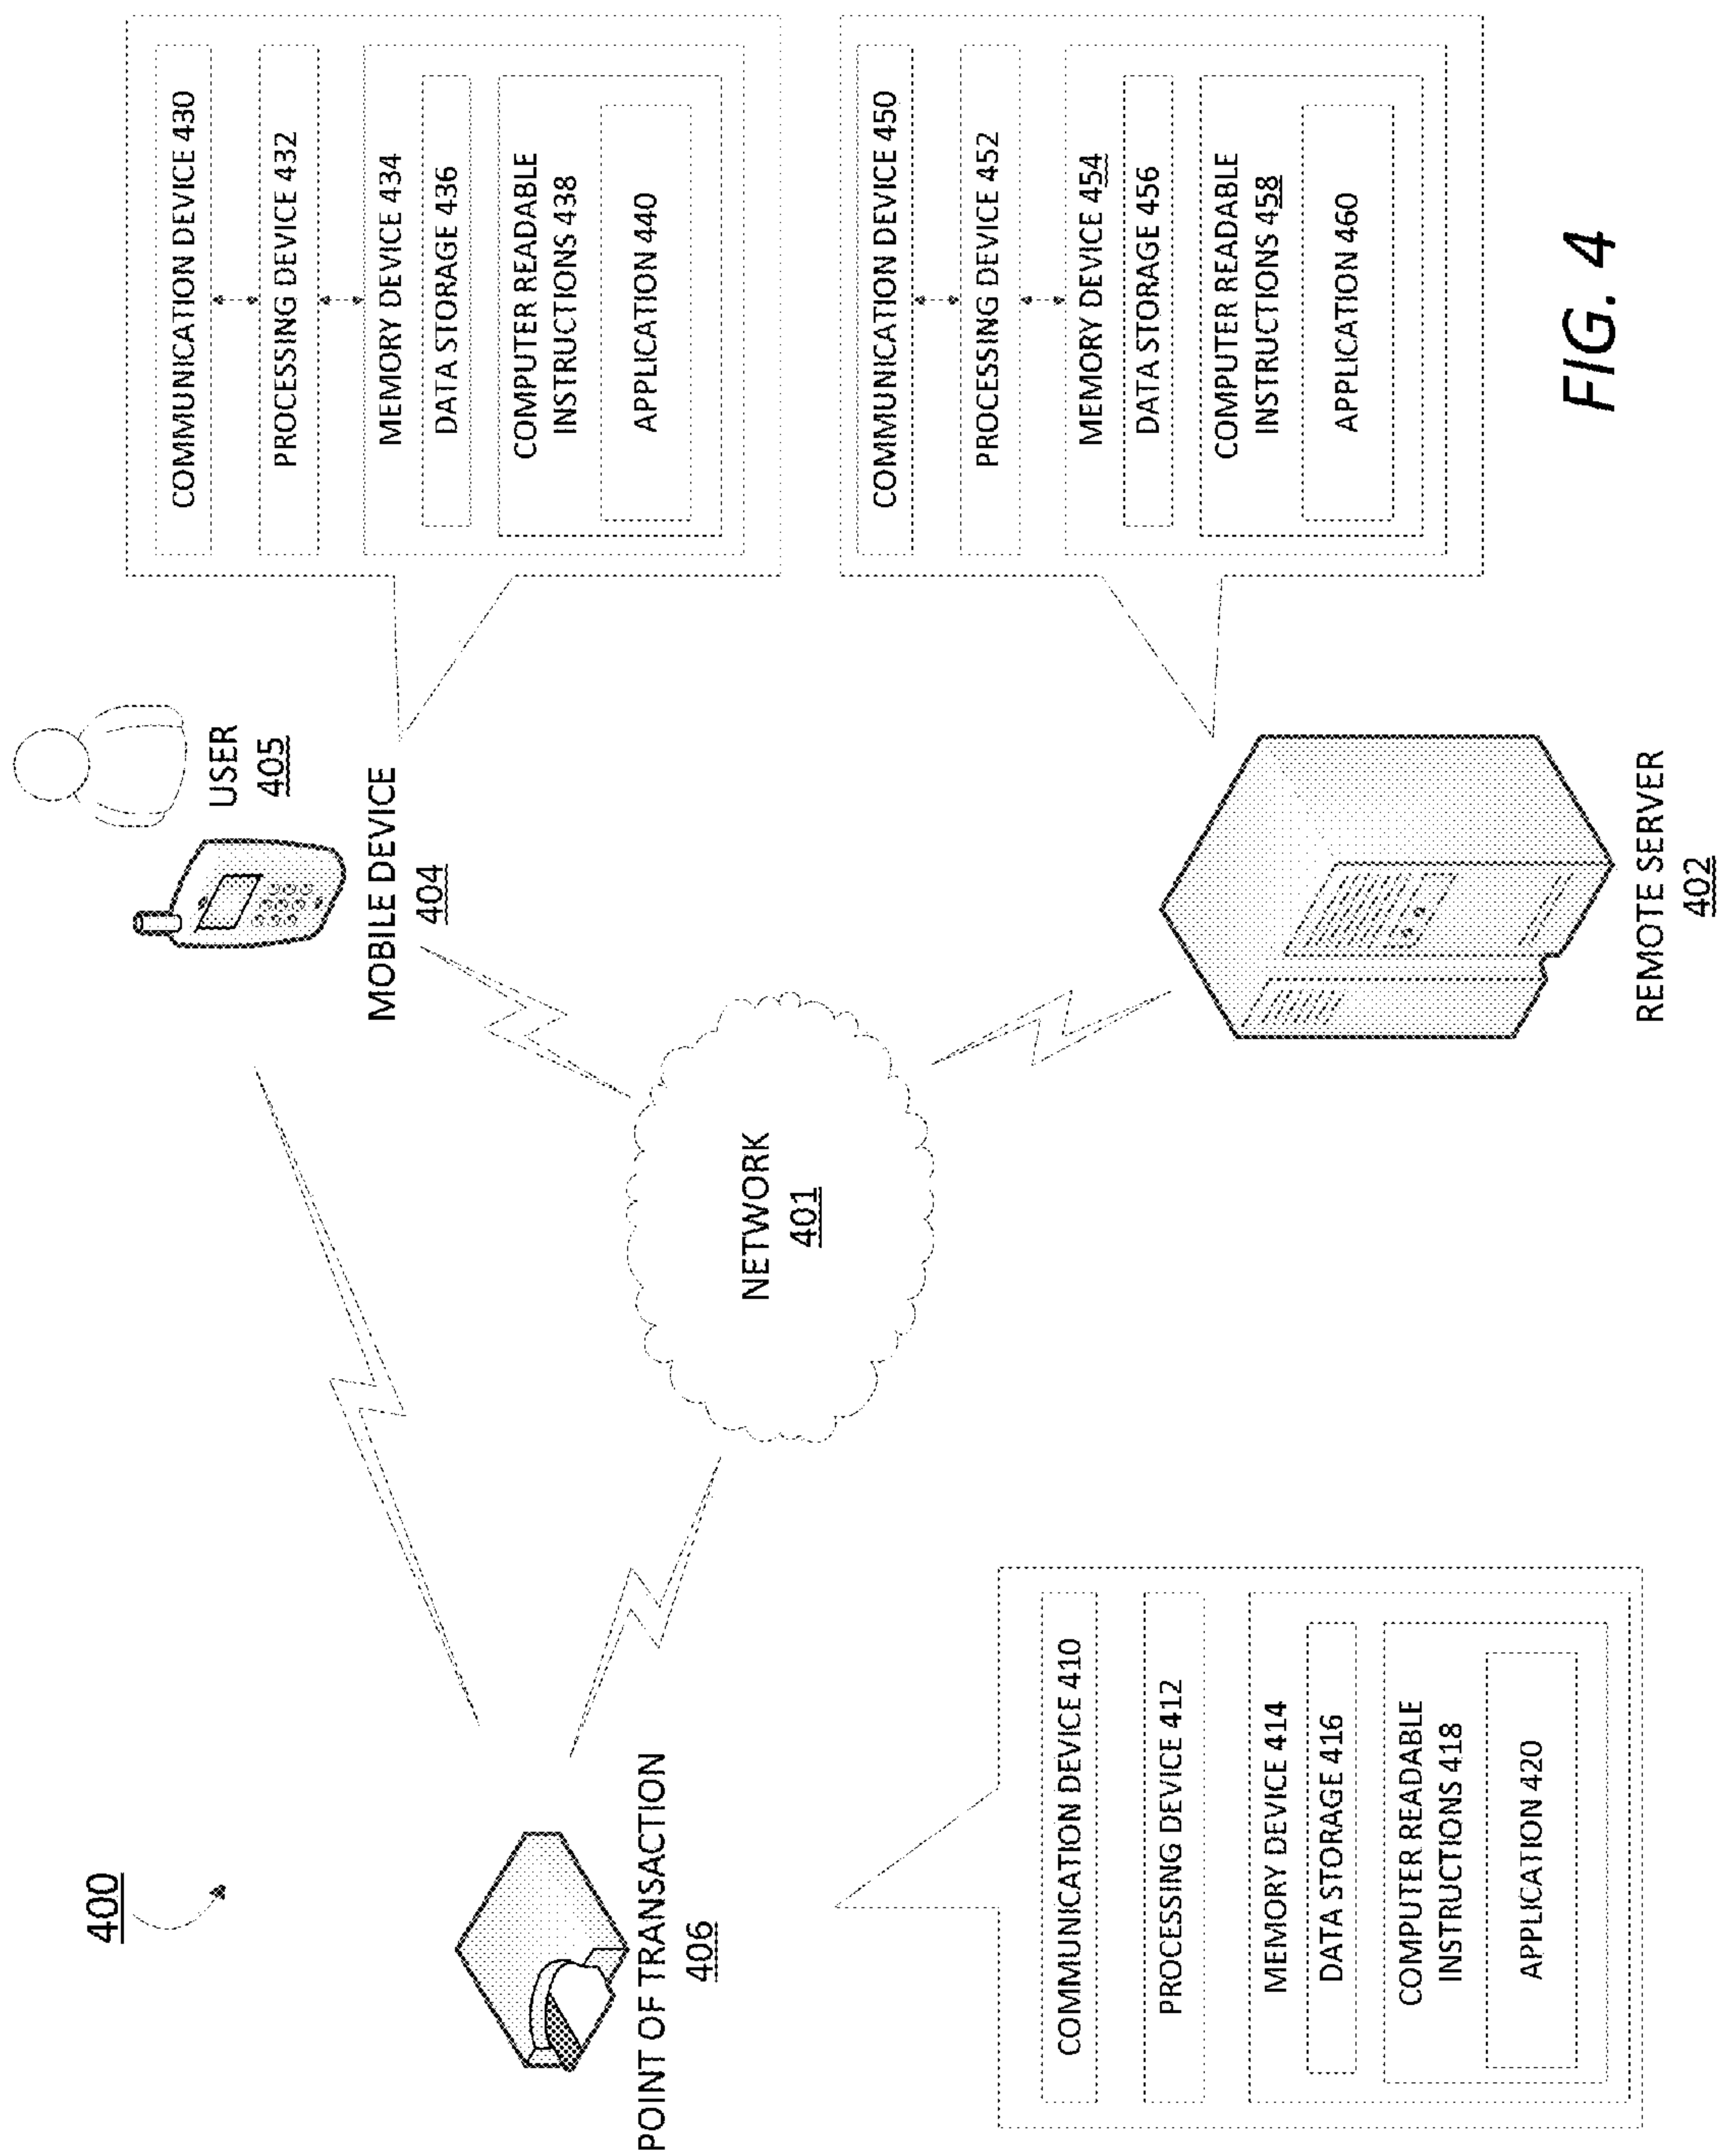 400
USER
405
MOBILE DEVICE
404
COMMUNICATION DEVICE 430
PROCESSING DEVICE 432
MEMORY DEVICE 434
DATA STORAGE 436
COMPUTER READABLE
INSTRUCTIONS 438
APPLICATION 440
POINT OF TRANSACTION
406
NETWORK
401
COMMUNICATION DEVICE 410
PROCESSING DEVICE 412
MEMORY DEVICE 414
DATA STORAGE 416
COMPUTER READABLE
INSTRUCTIONS 418
APPLICATION 420
REMOTE SERVER
402
COMMUNICATION DEVICE 450
PROCESSING DEVICE 452
MEMORY DEVICE 454
DATA STORAGE 456
COMPUTER READABLE
INSTRUCTIONS 458
APPLICATION 460
FIG. 4